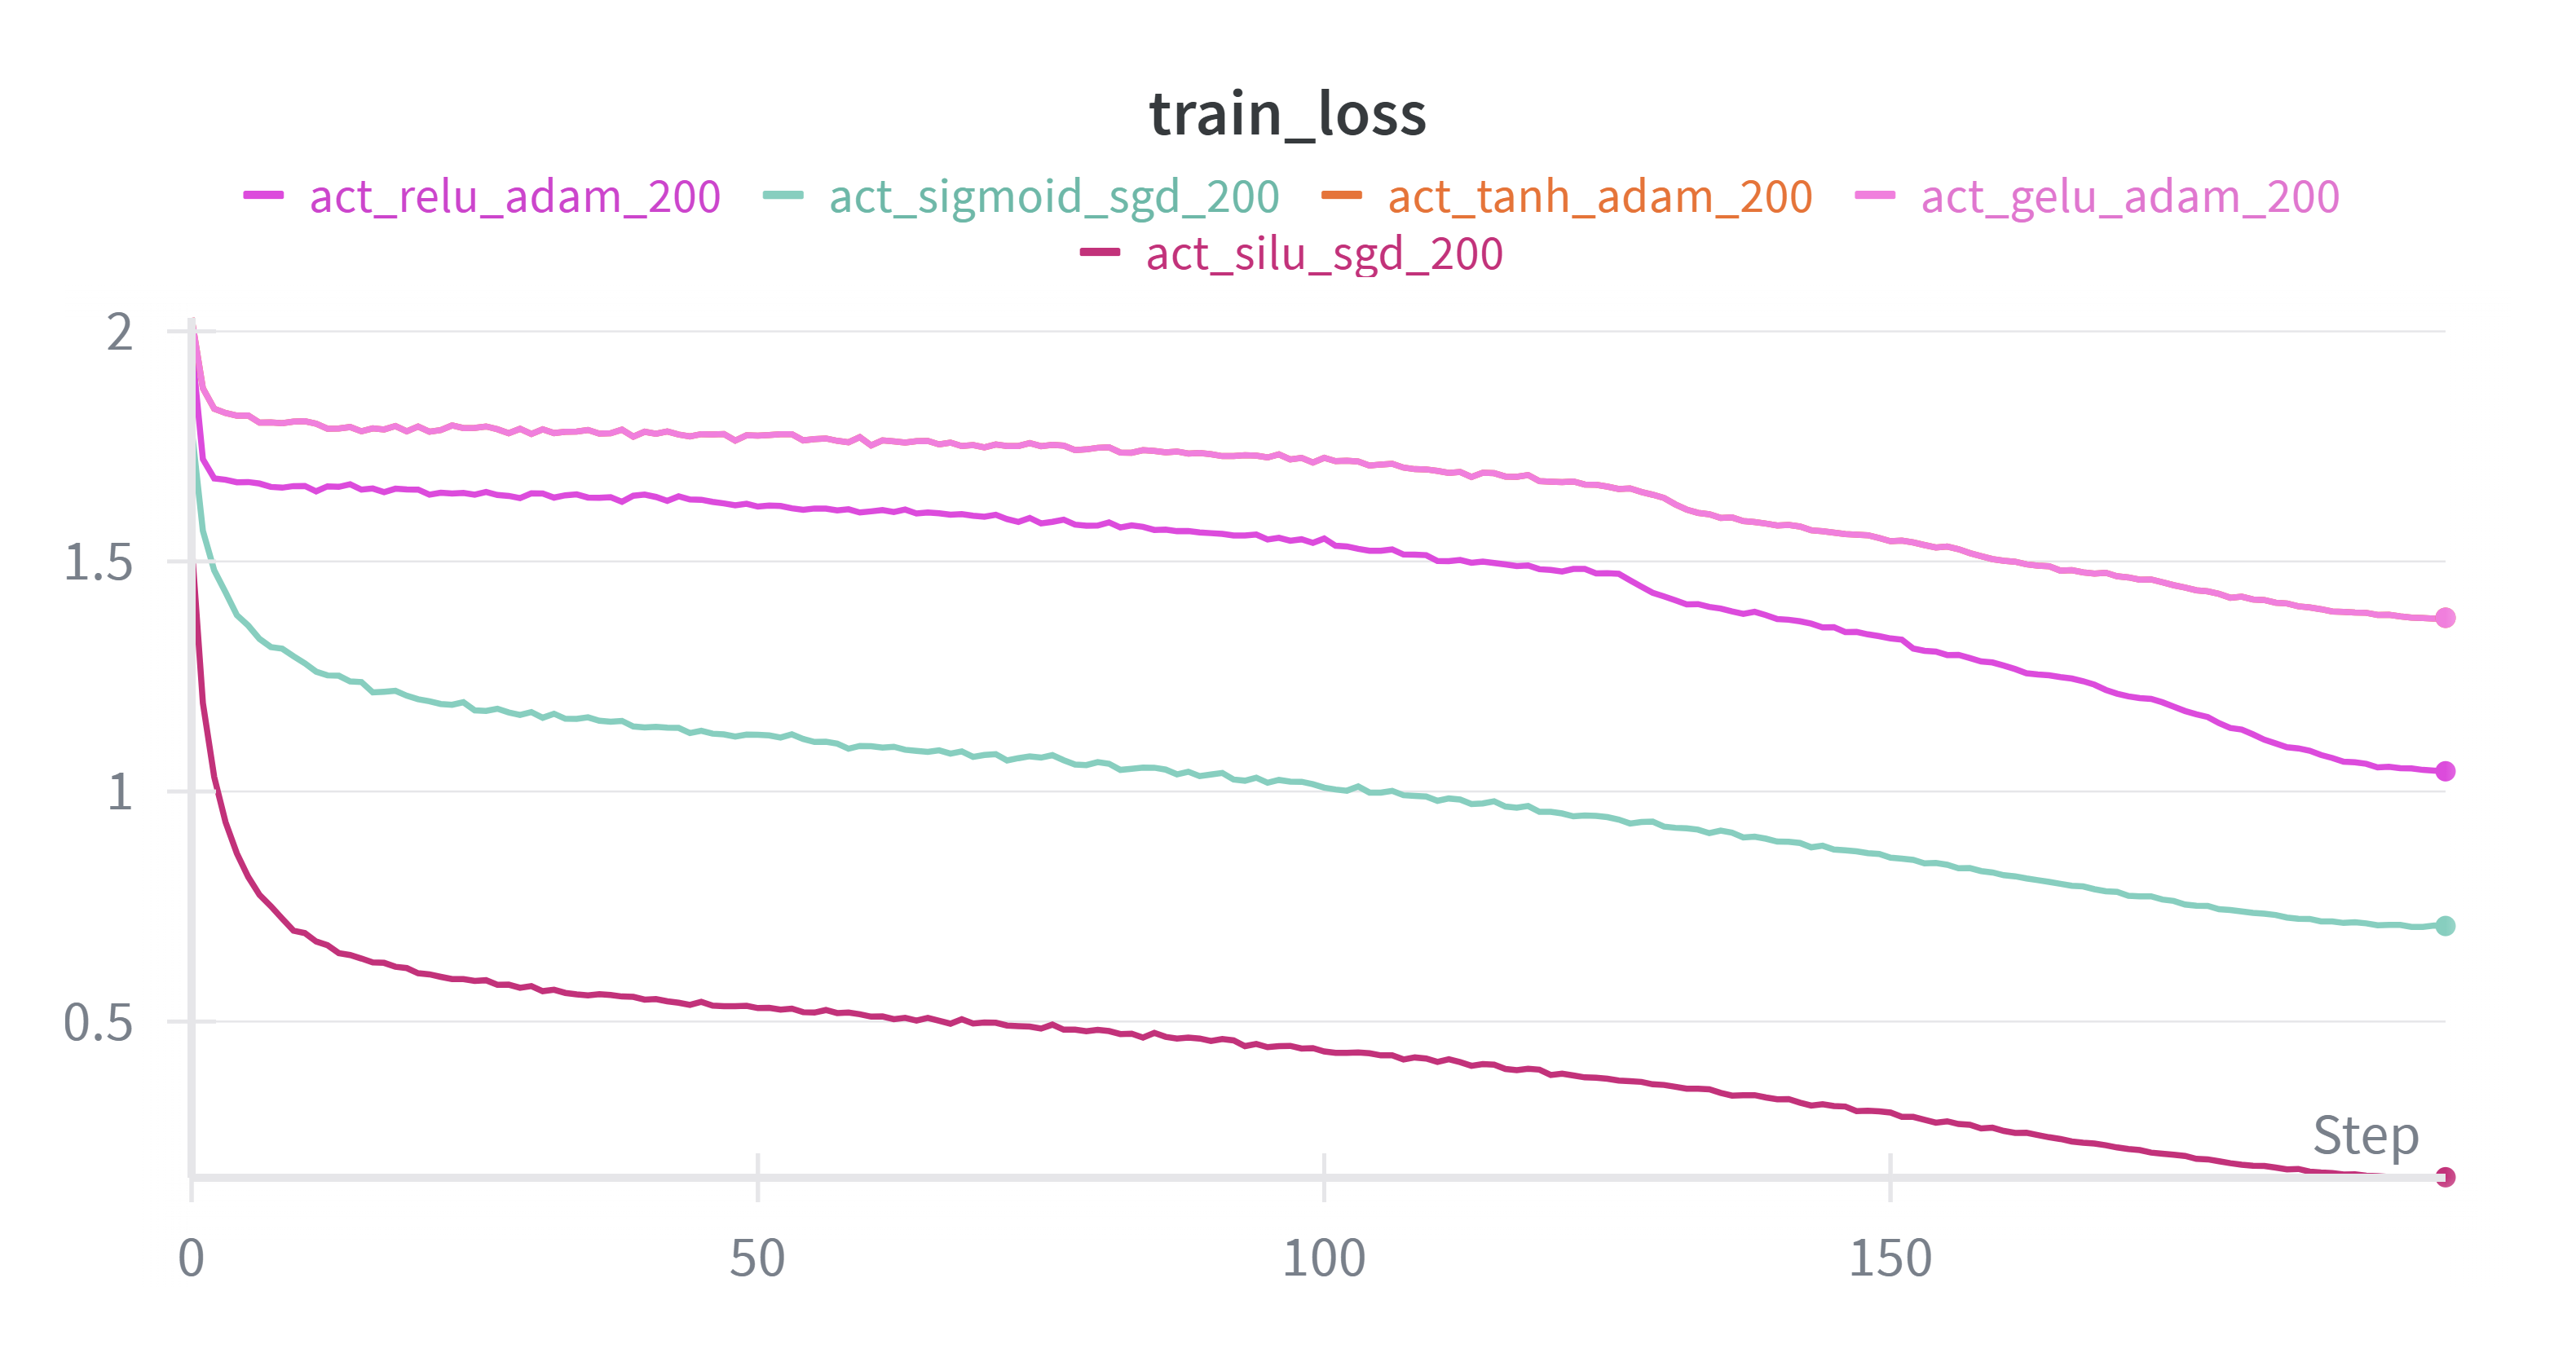 train_loss
act_relu_adam_200 act_sigmoid_sgd_200 act_tanh_adam_200 act_gelu_adam_200
act_silu_sgd_200
2
1.5
1
0.5
Step
0 50 100 150